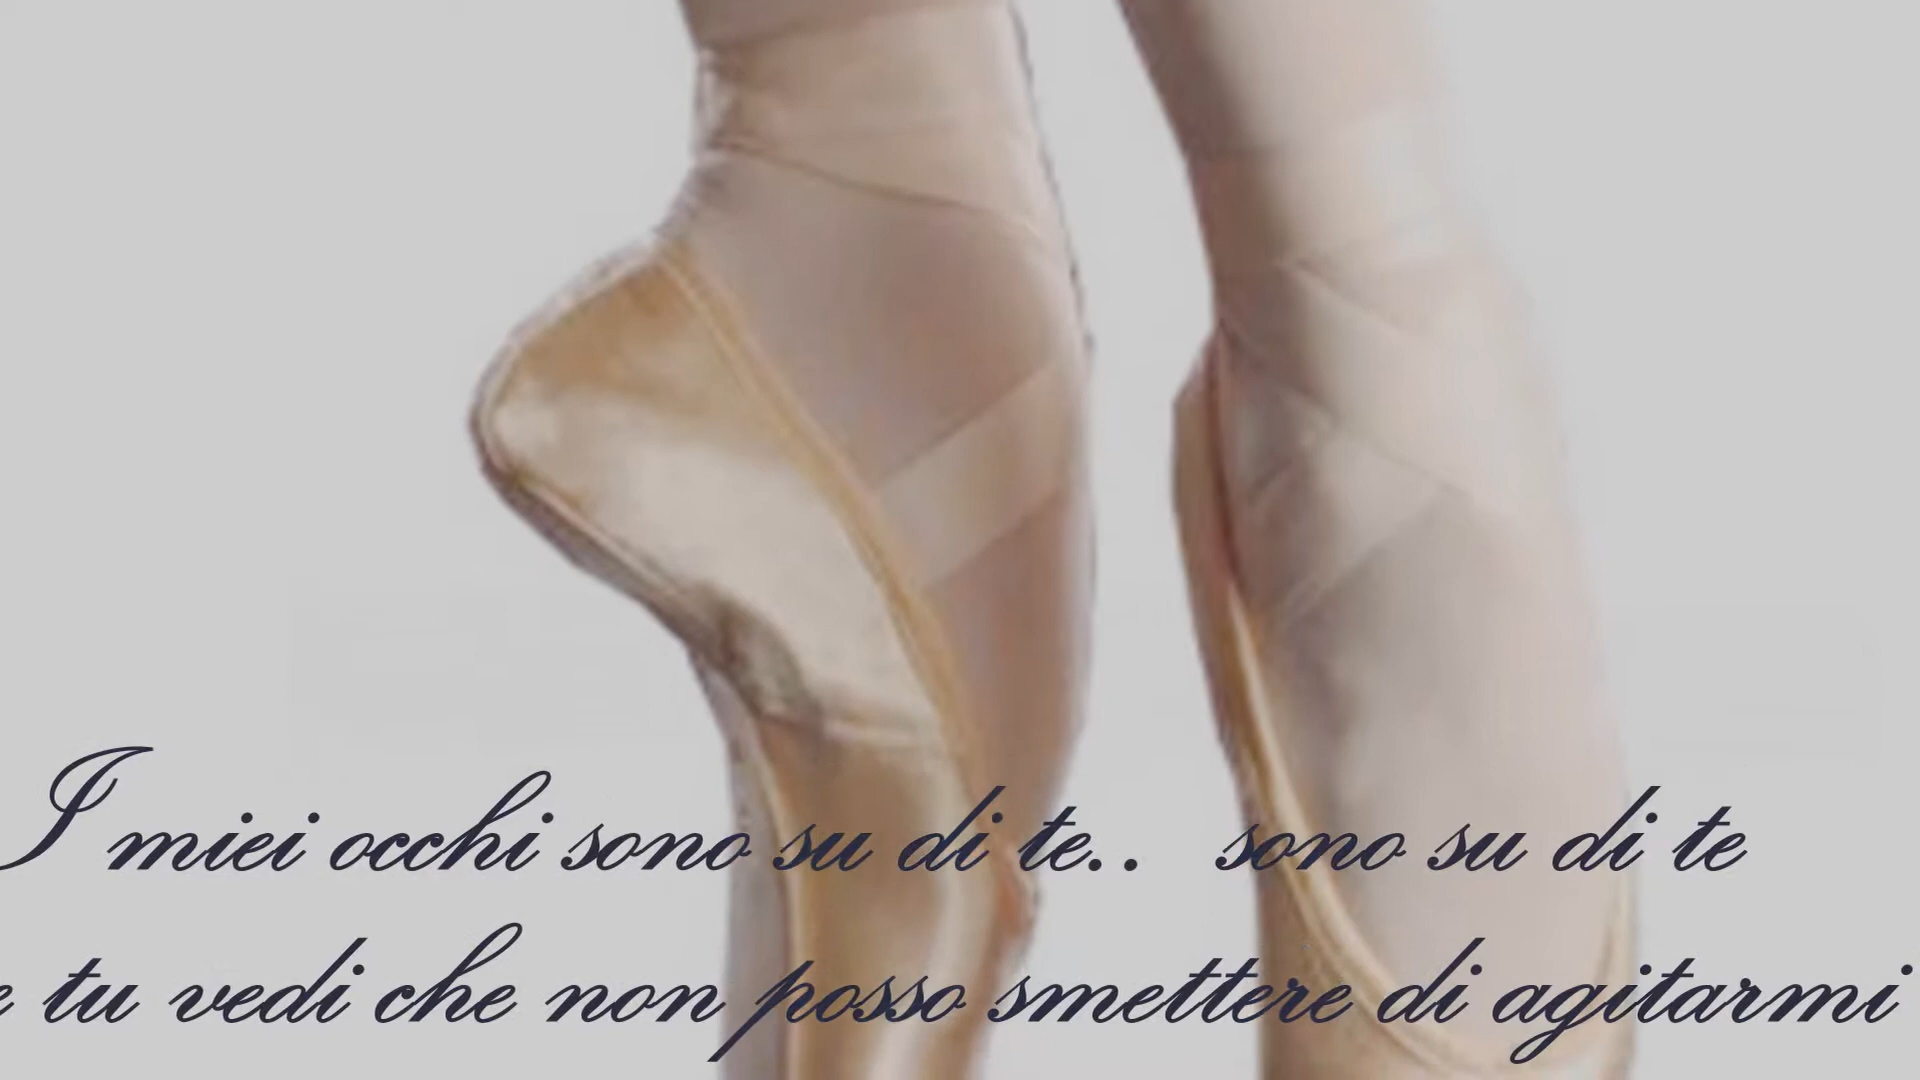 I miei occhi sono su di te.. sono su di te
e tu vedi che non posso smettere di agitarmi